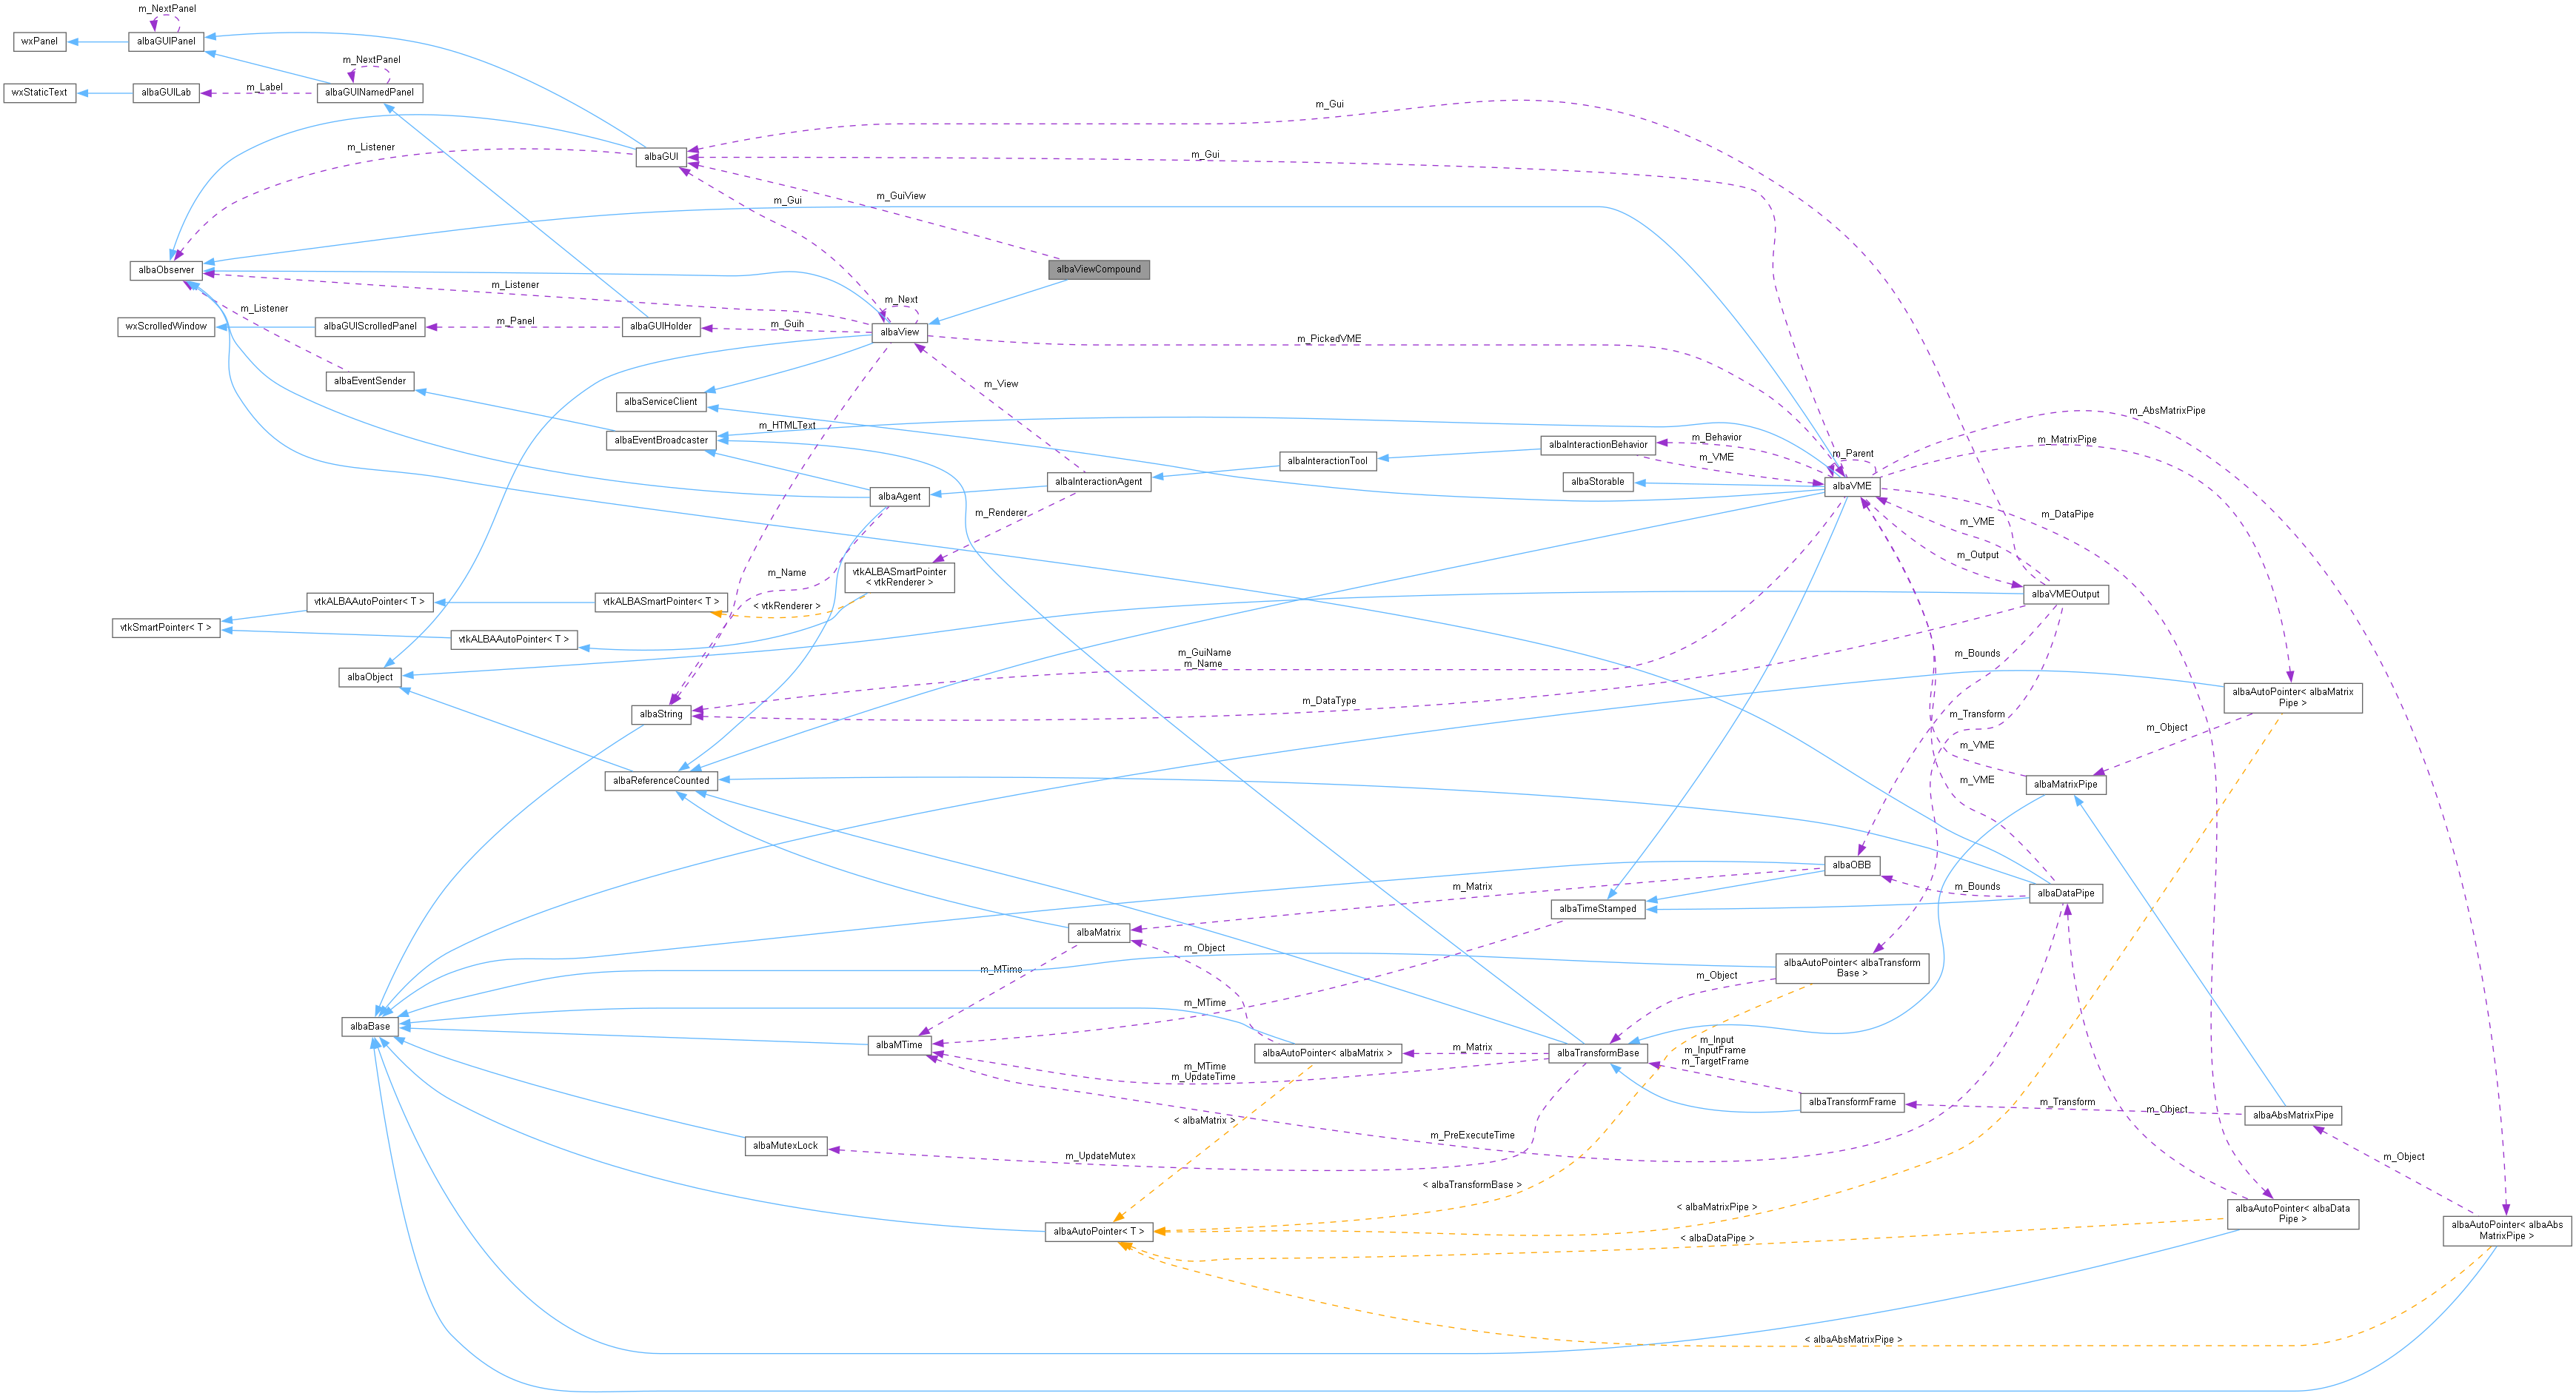 m_NextPanel
wxPanel
albaGUIPanel
m_NextPanel
wxStaticText
albaGUILab
m_Label
albaGUINamedPanel
m_Gui
m_Listener
albaGUI
m_Gui
m_GuiView
m_Gui
albaObserver
albaViewCompound
m_Listener
m_Next
m_Listener
wxScrolledWindow
albaGUIScrolledPanel
m_Panel
albaGUIHolder
m_Guih
albaView
m_PickedVME
albaEventSender
m_View
albaServiceClient
m_AbsMatrixPipe
m_HTMLText
albaEventBroadcaster
m_Behavior
m_MatrixPipe
albaInteractionBehavior
m_Parent
albaInteractionTool
m_VME
albaInteractionAgent
albaStorable
albaVME
albaAgent
m_Renderer
m_DataPipe
m_VME
m_Output
vtkALBASmartPointer
< vtkRenderer >
m_Name
albaVMEOutput
vtkALBAAutoPointer< T >
vtkALBASmartPointer< T >
< vtkRenderer >
vtkSmartPointer< T >
vtkALBAAutoPointer< T >
m_GuiName
m_Name
m_Bounds
albaObject
albaAutoPointer< albaMatrix
Pipe >
m_DataType
albaString
m_Transform
m_Object
m_VME
albaReferenceCounted
m_VME
albaMatrixPipe
albaOBB
m_Matrix
m_Bounds
albaDataPipe
albaTimeStamped
albaMatrix
m_Object
m_MTime
albaAutoPointer< albaTransform
Base >
m_Object
m_MTime
albaBase
albaMTime
m_Input
m_InputFrame
m_TargetFrame
albaAutoPointer< albaMatrix >
m_Matrix
albaTransformBase
m_MTime
m_UpdateTime
albaTransformFrame
m_Transform
m_Object
albaAbsMatrixPipe
< albaMatrix >
m_PreExecuteTime
albaMutexLock
m_UpdateMutex
m_Object
< albaTransformBase >
< albaMatrixPipe >
albaAutoPointer< albaData
Pipe >
albaAutoPointer< T >
albaAutoPointer< albaAbs
MatrixPipe >
< albaDataPipe >
< albaAbsMatrixPipe >